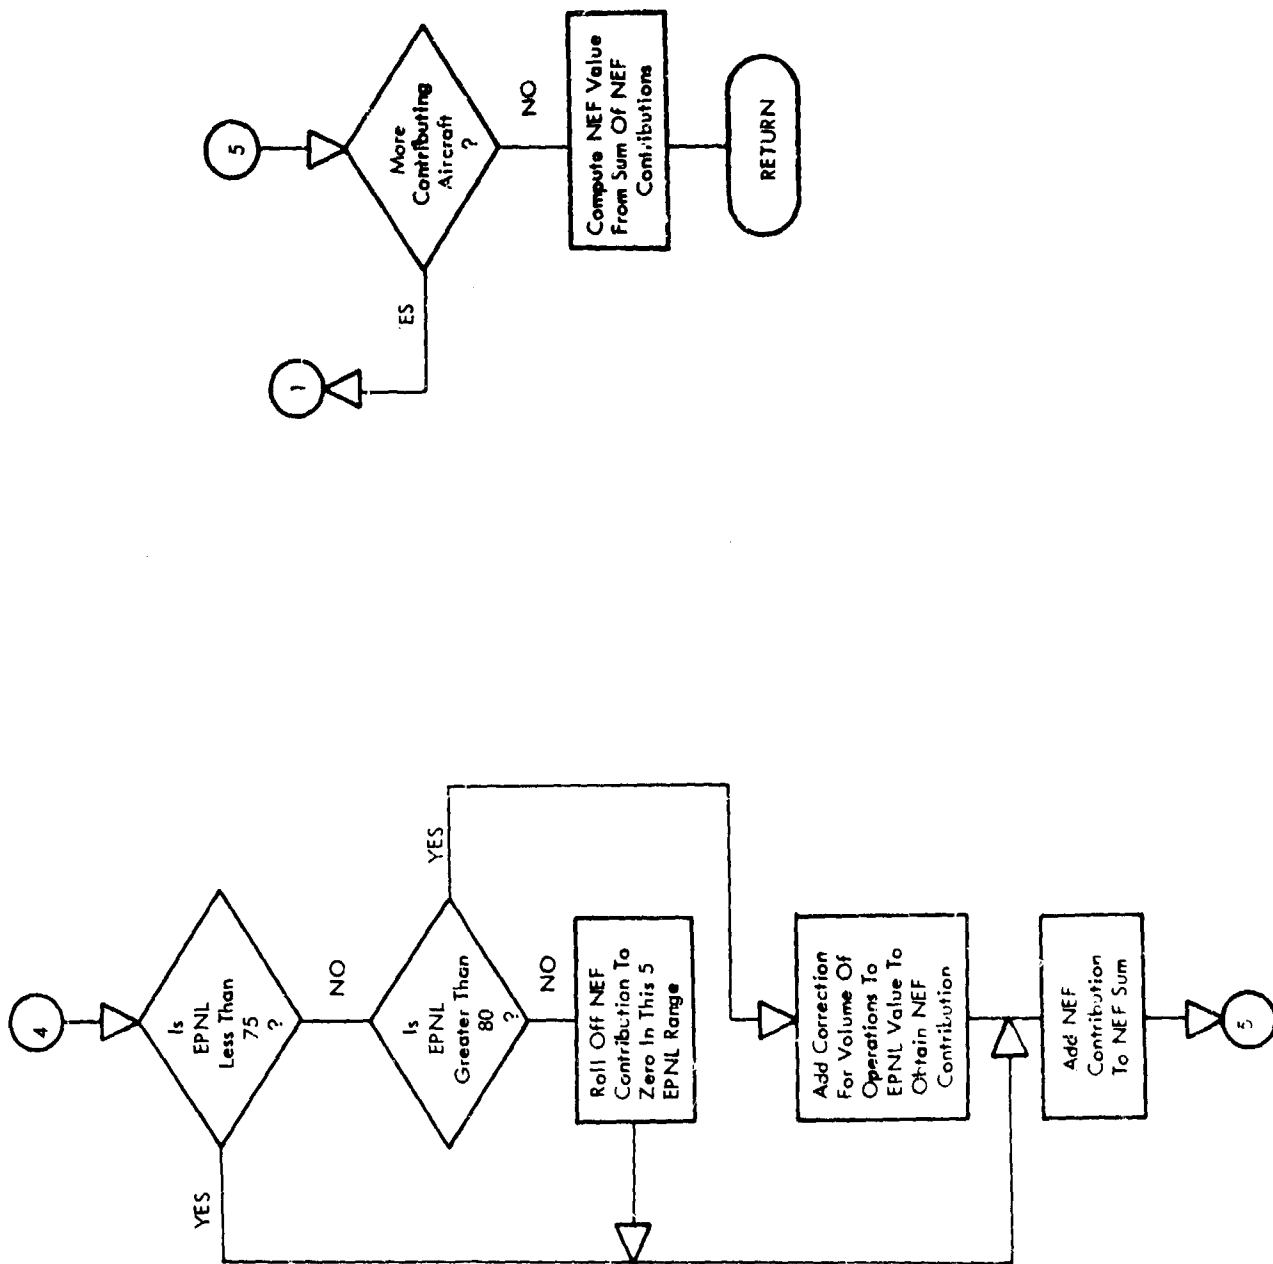 4
Is
EPNL
Less Than
75
?
YES
NO
Is
EPNL
Greater Than
80
?
YES
NO
Roll Off NEF
Contribution To
Zero In This 5
EPNL Range
Add Correction
For Volume Of
Operations To
EPNL Value To
Obtain NEF
Contribution
Add NEF
Contribution
To NEF Sum
5
5
More
Contributing
Aircraft
?
ES
1
NO
Compute NEF Value
From Sum Of NEF
Contributions
RETURN